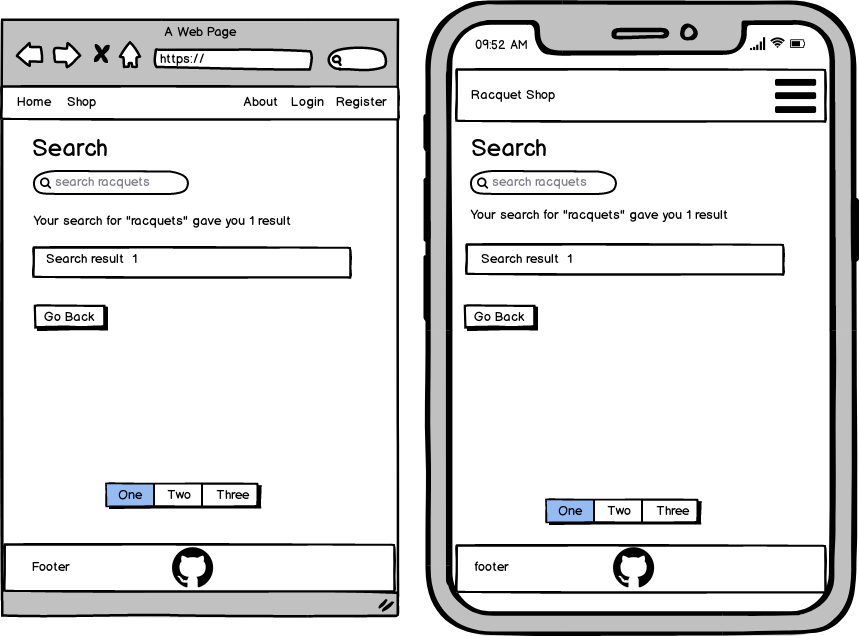 A Web Page
https://
Home Shop About Login Register
Search
search racquets
Your search for "racquets" gave you 1 result
Search result 1
Go Back
One Two Three
Footer
09:52 AM
Racquet Shop
Search
search racquets
Your search for "racquets" gave you 1 result
Search result 1
Go Back
One Two Three
footer